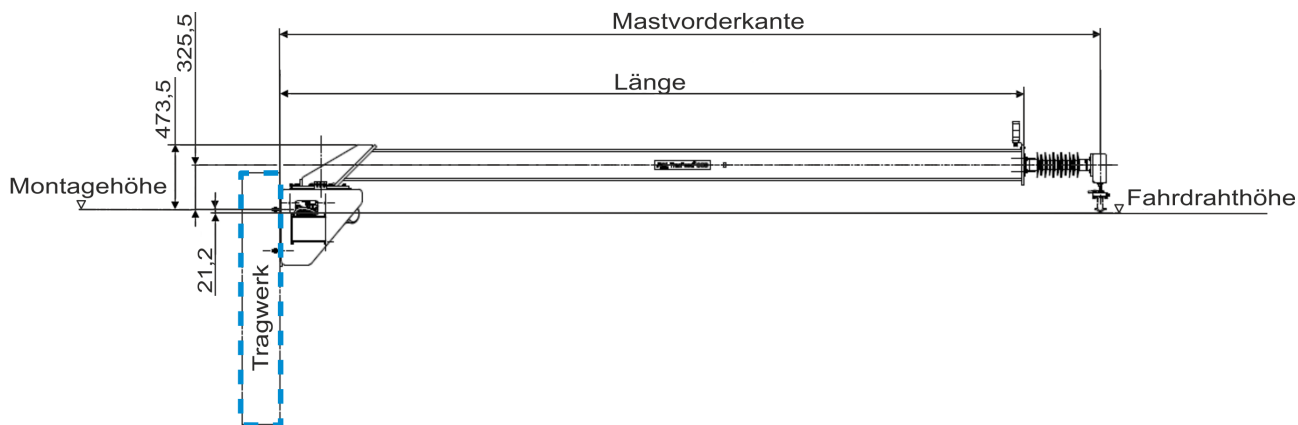 Mastvorderkante
325,5
Länge
473,5
Montagehöhe
Fahrdrahthöhe
21,2
Tragwerk